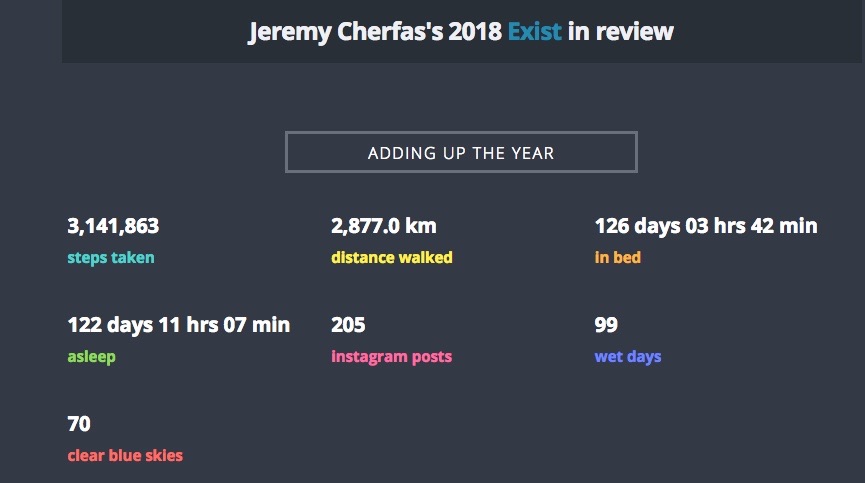 Jeremy Cherfas's 2018 Exist in review
ADDING UP THE YEAR
3,141,863
steps taken
2,877.0 km
distance walked
126 days 03 hrs 42 min
in bed
122 days 11 hrs 07 min
asleep
205
instagram posts
99
wet days
70
clear blue skies